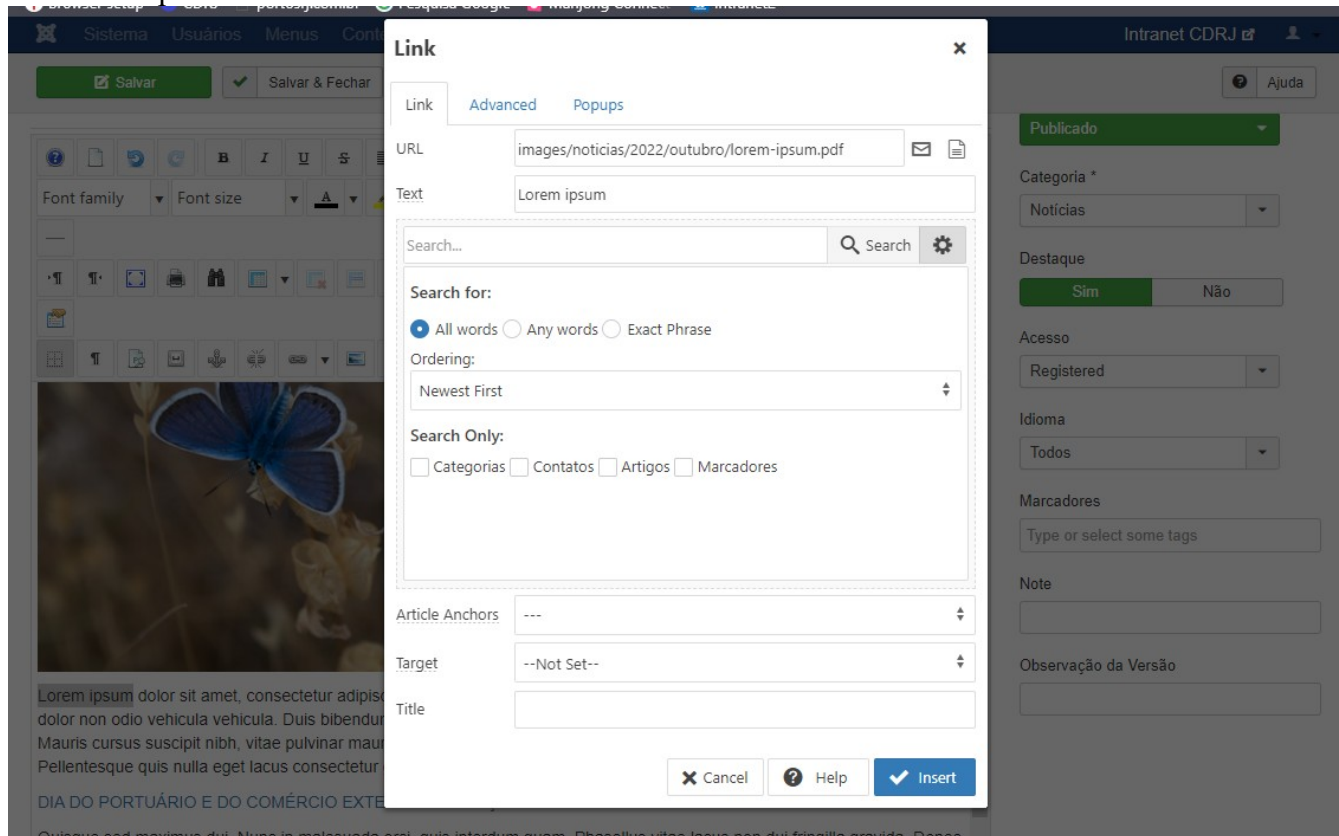 Sistema Usuários Menus
Intranet CDRJ
Salvar
Salvar & Fechar
Ajuda
Link
Link Advanced Popups
URL images/noticias/2022/outubro/lorem-ipsum.pdf
Text Lorem ipsum
Search... Search
Search for:
All words Any words Exact Phrase
Ordering:
Newest First
Search Only:
Categorias Contatos Artigos Marcadores
Article Anchors ---
Target --Not Set--
Title
Cancel Help Insert
B I U S
Font family Font size A
Lorem ipsum dolor sit amet, consectetur
dolor non odio vehicula vehicula. Duis
Mauris cursus suscipit nibh, vitae pulvinar
Pellentesque quis nulla eget lacus consectetur
DIA DO PORTUÁRIO E DO COMÉRCIO
Publicado
Categoria *
Notícias
Destaque
Sim Não
Acesso
Registered
Idioma
Todos
Marcadores
Type or select some tags
Note
Observação da Versão